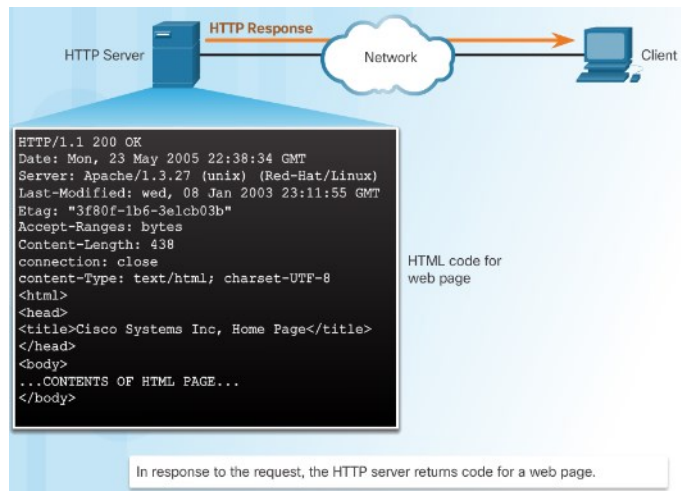 HTTP Response
HTTP Server
Network
Client
HTTP/1.1 200 OK
Date: Mon, 23 May 2005 22:38:34 GMT
Server: Apache/1.3.27 (unix) (Red-Hat/Linux)
Last-Modified: wed, 08 Jan 2003 23:11:55 GMT
Etag: "3f80f-1b6-3elcb03b"
Accept-Ranges: bytes
Content-Length: 438
connection: close
content-Type: text/html; charset-UTF-8
<html>
<head>
<title>Cisco Systems Inc, Home Page</title>
</head>
<body>
...CONTENTS OF HTML PAGE...
</body>
HTML code for
web page
In response to the request, the HTTP server returns code for a web page.